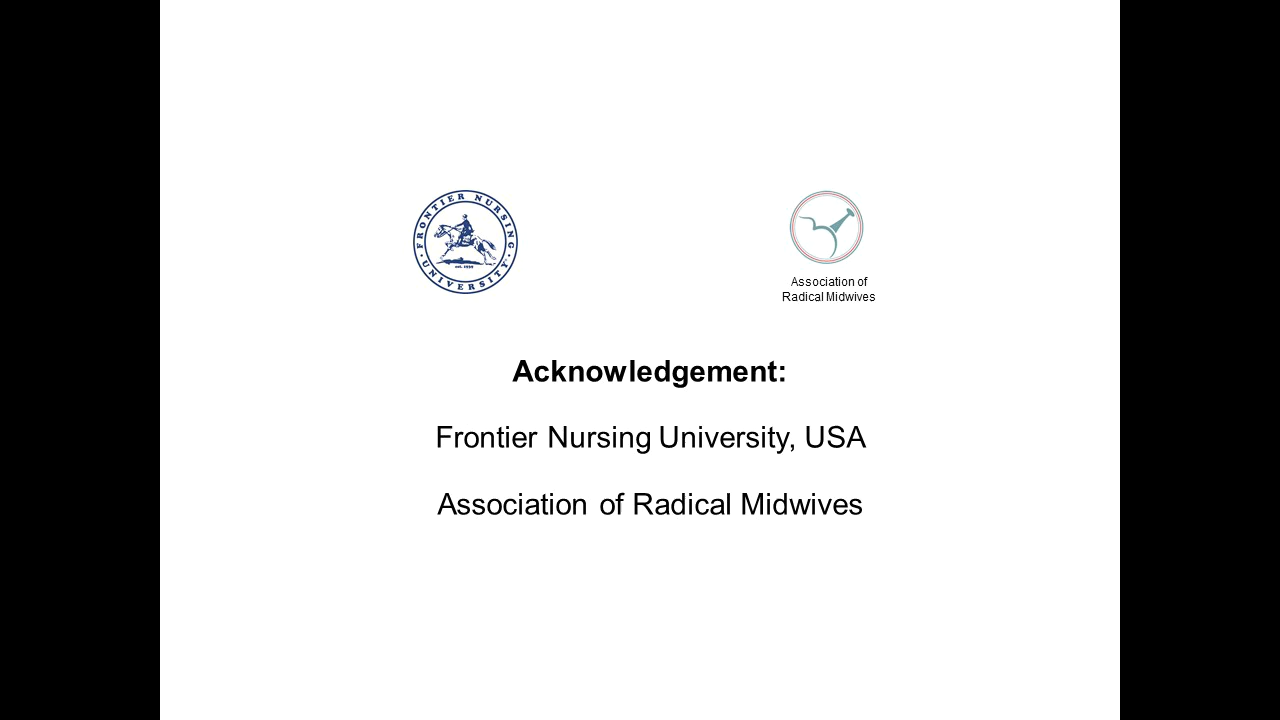 FRONTIER NURSING
UNIVERSITY
est. 1939
Association of
Radical Midwives
Acknowledgement:
Frontier Nursing University, USA
Association of Radical Midwives